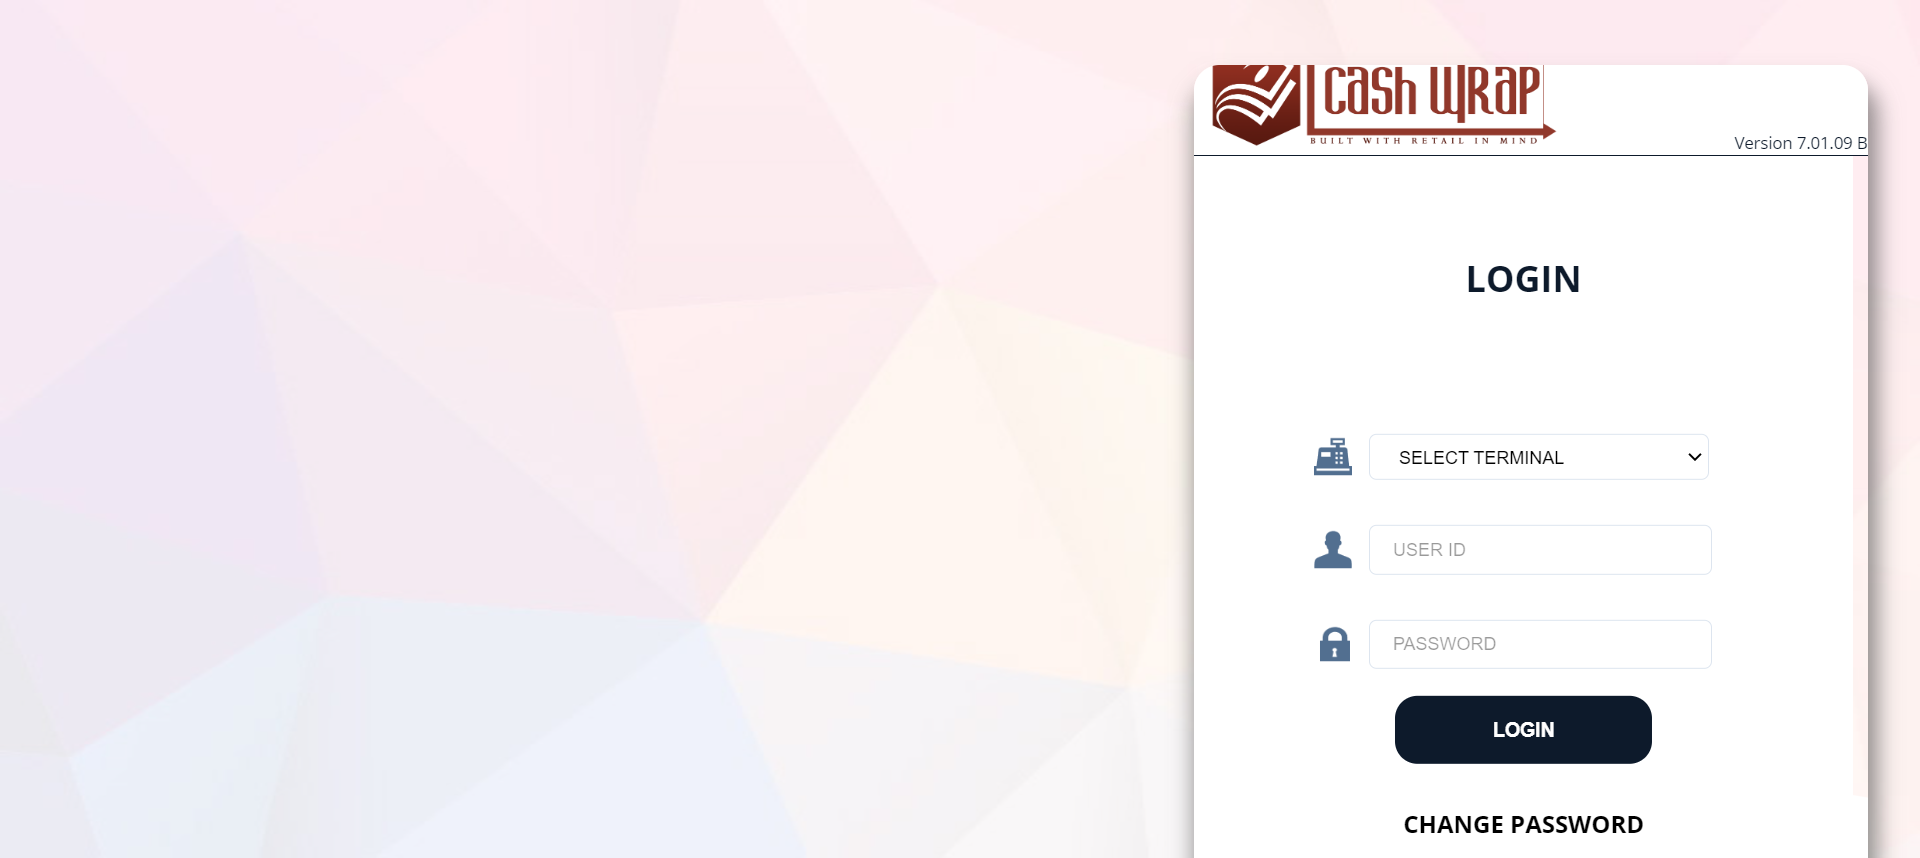 Cash WRap
BUILT WITH RETAIL IN MIND
Version 7.01.09 B
LOGIN
SELECT TERMINAL
USER ID
PASSWORD
LOGIN
CHANGE PASSWORD